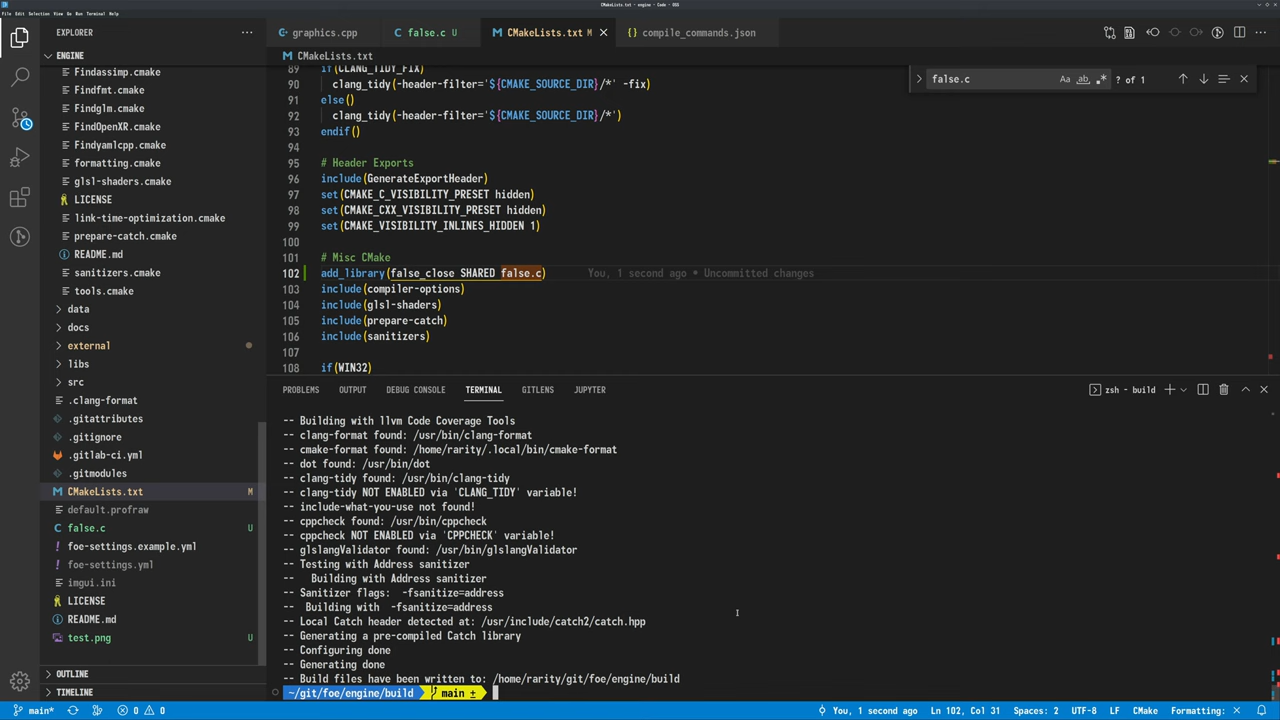 CMakeLists.txt - engine - Code - OSS
File Edit Selection View Go Run Terminal Help
EXPLORER
ENGINE
Findassimp.cmake
Findfmt.cmake
Findglm.cmake
FindOpenXR.cmake
Findyamlcpp.cmake
formatting.cmake
glsl-shaders.cmake
LICENSE
link-time-optimization.cmake
prepare-catch.cmake
README.md
sanitizers.cmake
tools.cmake
data
docs
external
libs
src
.clang-format
.gitattributes
.gitignore
.gitlab-ci.yml
.gitmodules
CMakeLists.txt M
default.profraw
false.c U
foe-settings.example.yml
foe-settings.yml
imgui.ini
LICENSE
README.md
test.png U
OUTLINE
TIMELINE
graphics.cpp false.c U CMakeLists.txt M compile_commands.json
CMakeLists.txt
false.c Aa ab .* ? of 1
89 if(CLANG_TIDY_FIX)
90 clang_tidy(-header-filter='${CMAKE_SOURCE_DIR}/*' -fix)
91 else()
92 clang_tidy(-header-filter='${CMAKE_SOURCE_DIR}/*')
93 endif()
94
95 # Header Exports
96 include(GenerateExportHeader)
97 set(CMAKE_C_VISIBILITY_PRESET hidden)
98 set(CMAKE_CXX_VISIBILITY_PRESET hidden)
99 set(CMAKE_VISIBILITY_INLINES_HIDDEN 1)
100
101 # Misc CMake
102 add_library(false_close SHARED false.c) You, 1 second ago • Uncommitted changes
103 include(compiler-options)
104 include(glsl-shaders)
105 include(prepare-catch)
106 include(sanitizers)
107
108 if(WIN32)
PROBLEMS OUTPUT DEBUG CONSOLE TERMINAL GITLENS JUPYTER
zsh - build
-- Building with llvm Code Coverage Tools
-- clang-format found: /usr/bin/clang-format
-- cmake-format found: /home/rarity/.local/bin/cmake-format
-- dot found: /usr/bin/dot
-- clang-tidy found: /usr/bin/clang-tidy
-- clang-tidy NOT ENABLED via 'CLANG_TIDY' variable!
-- include-what-you-use not found!
-- cppcheck found: /usr/bin/cppcheck
-- cppcheck NOT ENABLED via 'CPPCHECK' variable!
-- glslangValidator found: /usr/bin/glslangValidator
-- Testing with Address sanitizer
-- Building with Address sanitizer
-- Sanitizer flags: -fsanitize=address
-- Building with -fsanitize=address
-- Local Catch header detected at: /usr/include/catch2/catch.hpp
-- Generating a pre-compiled Catch library
-- Configuring done
-- Generating done
-- Build files have been written to: /home/rarity/git/foe/engine/build
~/git/foe/engine/build main ±
main* 0 0 You, 1 second ago Ln 102, Col 31 Spaces: 2 UTF-8 LF CMake Formatting: ×